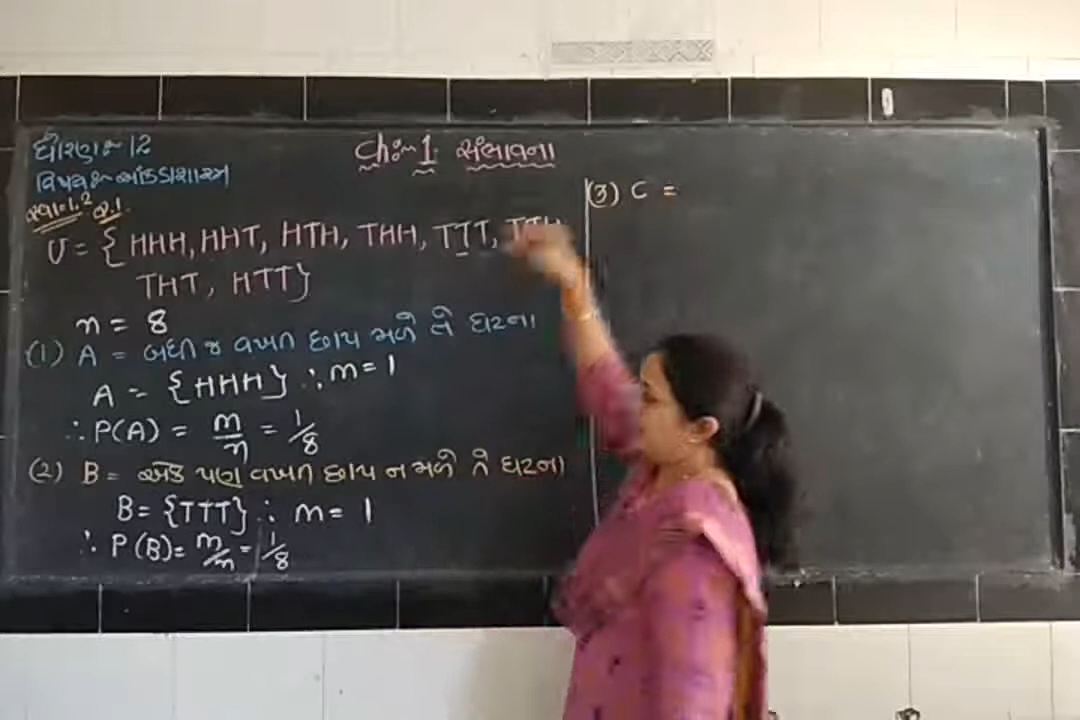 ધોરણઃ- 12
વિષયઃ- આંકડાશાસ્ત્ર
Ch:- 1. સંભાવના
સ્વા. 1.2 ઉ.1
U = { HHH, HHT, HTH, THH, TTT, TTH
THT, HTT}
n = 8
(1) A = બધી જ વખત છાપ મળે તે ઘટના
A = {HHH} ∴ m = 1
∴ P(A) = m/n = 1/8
(2) B = એક પણ વખત છાપ ન મળે તે ઘટના
B = {TTT} ∴ m = 1
∴ P(B) = m/n = 1/8
(3) C =